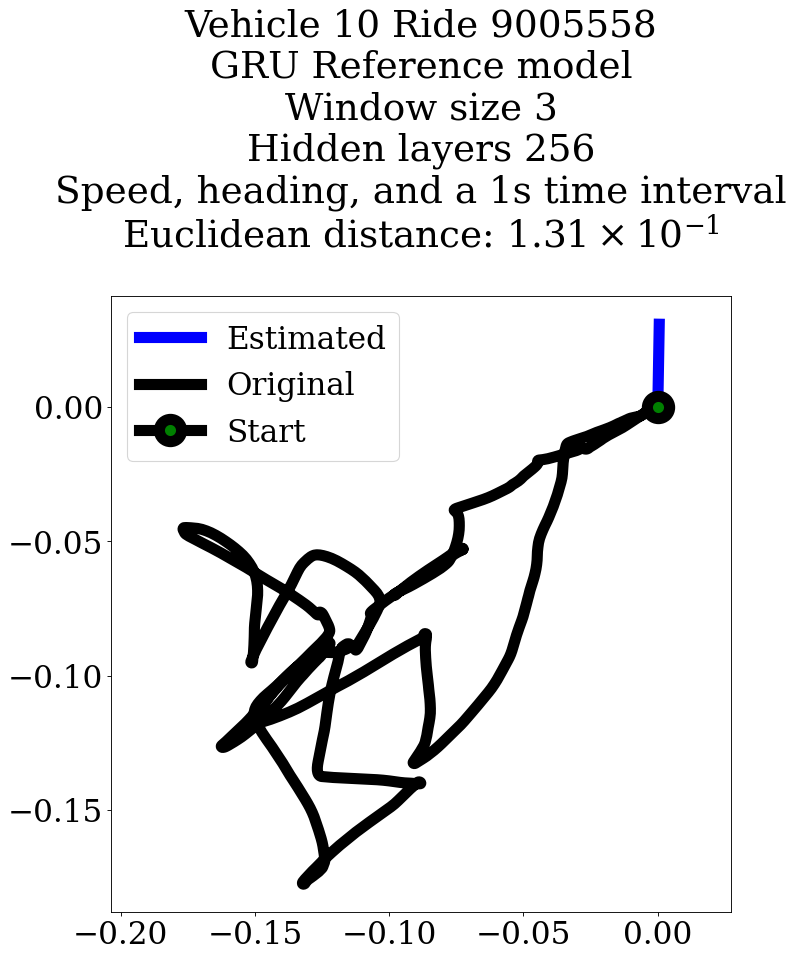 Vehicle 10 Ride 9005558
GRU Reference model
Window size 3
Hidden layers 256
Speed, heading, and a 1s time interval
Euclidean distance: 1.31 × 10⁻¹
Estimated
Original
Start
0.00
−0.05
−0.10
−0.15
−0.20 −0.15 −0.10 −0.05 0.00